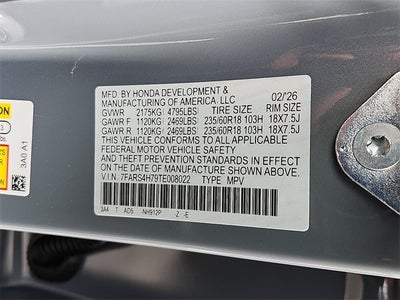 MFD BY HONDA DEVELOPMENT &
MANUFACTURING OF AMERICA, LLC 02/'26
GVWR 2175KG 4795LBS TIRE SIZE RIM SIZE
GAWR F 1120KG 2469LBS 235/60R18 103H 18X7.5J
GAWR R 1120KG 2469LBS 235/60R18 103H 18X7.5J
THIS VEHICLE CONFORMS TO ALL APPLICABLE
FEDERAL MOTOR VEHICLE SAFETY
STANDARDS IN EFFECT ON THE DATE OF
MANUFACTURE SHOWN ABOVE.
V.I.N. 7FARS4H79TE008022 TYPE MPV
3A4 T AD5 NH912P -Z -E
3A0 A1